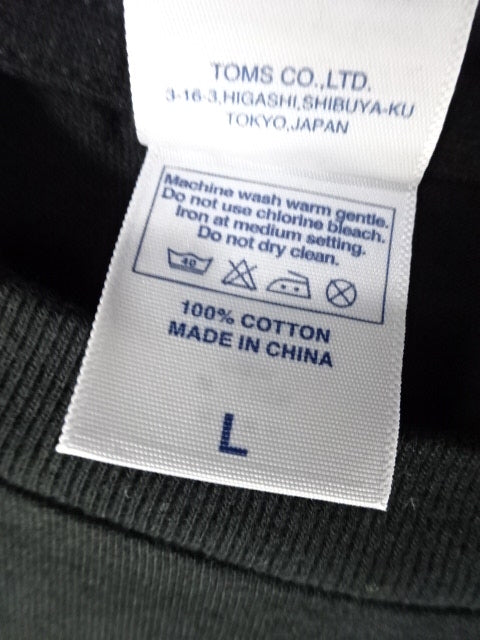 TOMS CO.,LTD.
3-16-3,HIGASHI,SHIBUYA-KU
TOKYO,JAPAN
Machine wash warm gentle.
Do not use chlorine bleach.
Iron at medium setting.
Do not dry clean.
40
100% COTTON
MADE IN CHINA
L